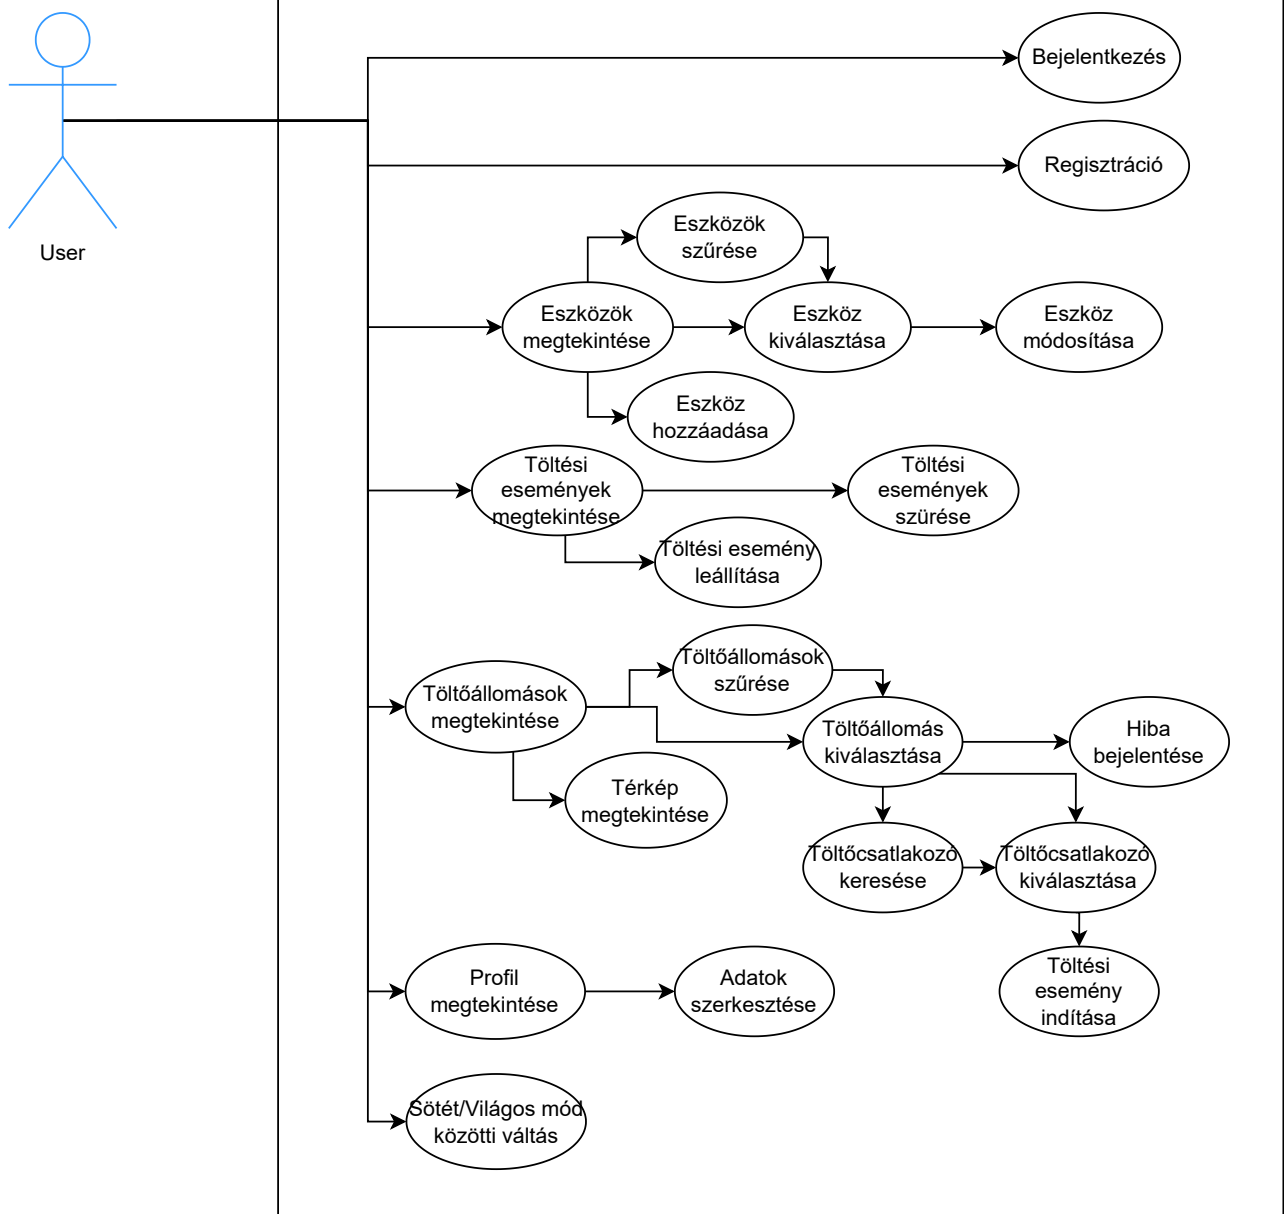 User
Bejelentkezés
Regisztráció
Eszközök
szűrése
Eszközök
megtekintése
Eszköz
kiválasztása
Eszköz
módosítása
Eszköz
hozzáadása
Töltési
események
megtekintése
Töltési
események
szürése
Töltési esemény
leállítása
Töltőállomások
szűrése
Töltőállomások
megtekintése
Töltőállomás
kiválasztása
Hiba
bejelentése
Térkép
megtekintése
Töltőcsatlakozó
keresése
Töltőcsatlakozó
kiválasztása
Profil
megtekintése
Adatok
szerkesztése
Töltési
esemény
indítása
Sötét/Világos mód
közötti váltás